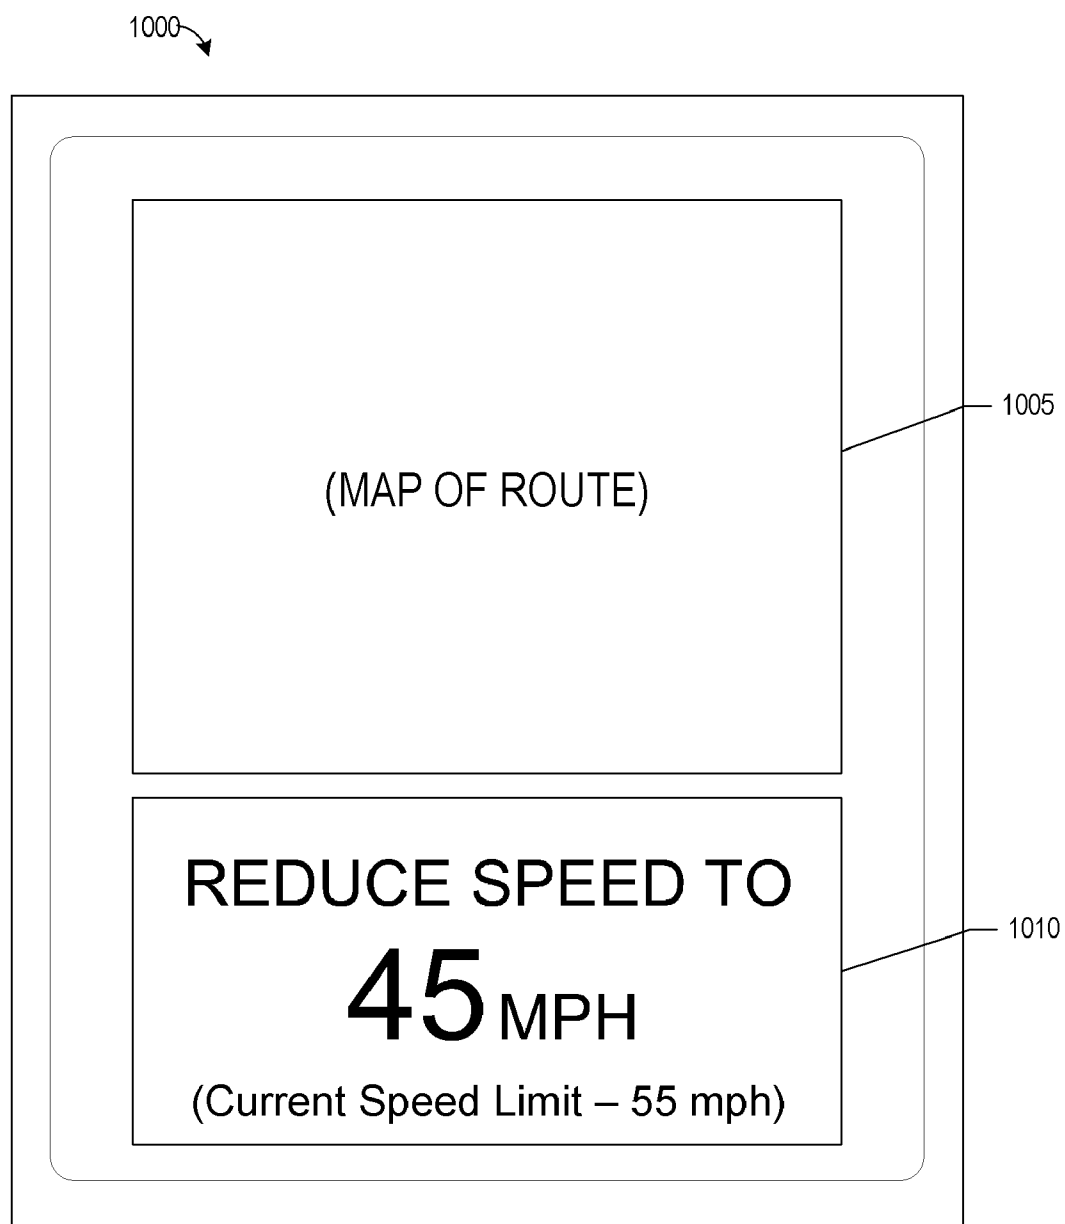 1000
(MAP OF ROUTE)
1005
REDUCE SPEED TO
45 MPH
(Current Speed Limit – 55 mph)
1010